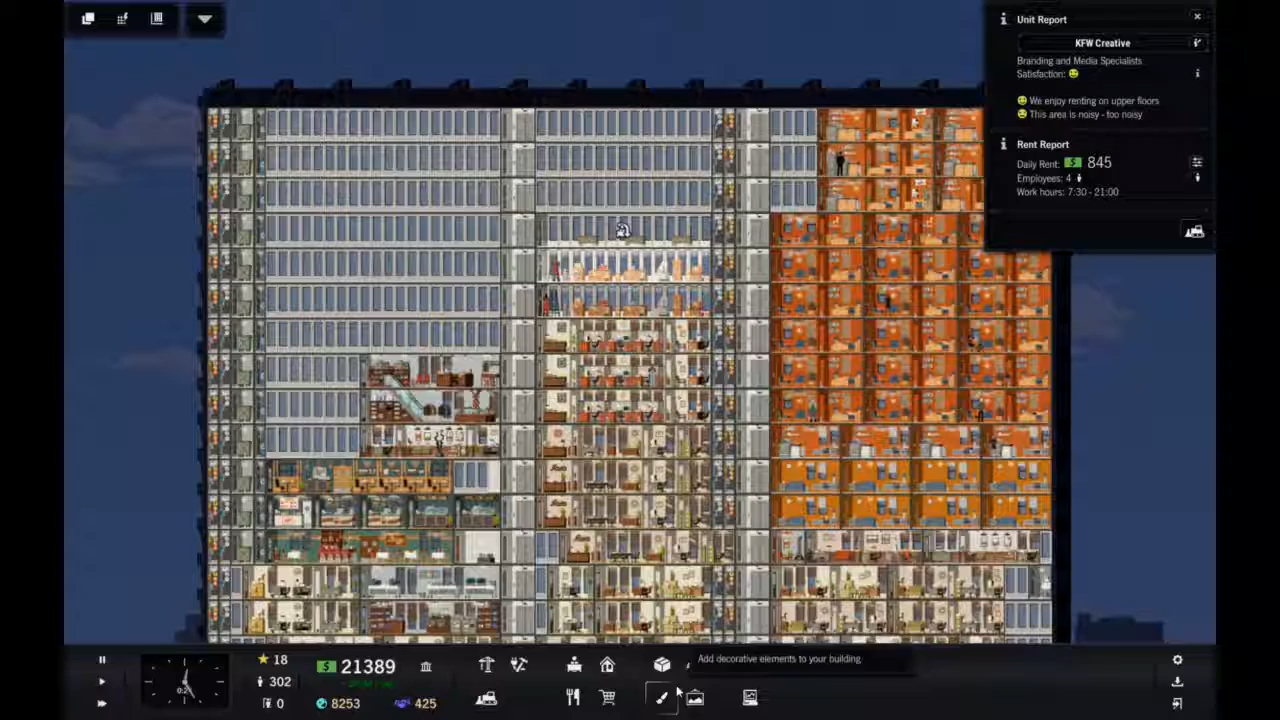 Unit Report
KFW Creative
Branding and Media Specialists
Satisfaction:
We enjoy renting on upper floors
This area is noisy - too noisy
Rent Report
Daily Rent: $ 845
Employees: 4
Work hours: 7:30 - 21:00
Add decorative elements to your building
18
$ 21389
302
0
8253
425